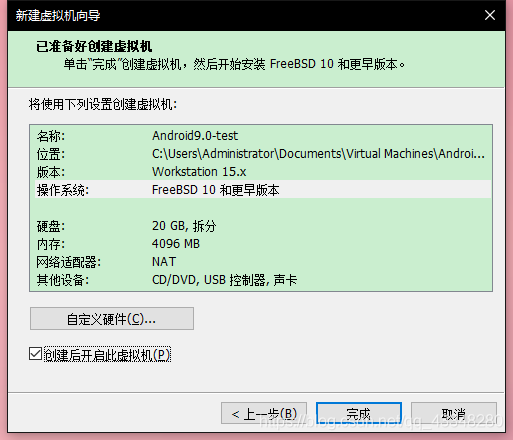 新建虚拟机向导
已准备好创建虚拟机
单击"完成"创建虚拟机，然后开始安装 FreeBSD 10 和更早版本。
将使用下列设置创建虚拟机:
名称: Android9.0-test
位置: C:\Users\Administrator\Documents\Virtual Machines\Androi...
版本: Workstation 15.x
操作系统: FreeBSD 10 和更早版本
硬盘: 20 GB, 拆分
内存: 4096 MB
网络适配器: NAT
其他设备: CD/DVD, USB 控制器, 声卡
自定义硬件(C)...
创建后开启此虚拟机(P)
< 上一步(B) 完成 取消